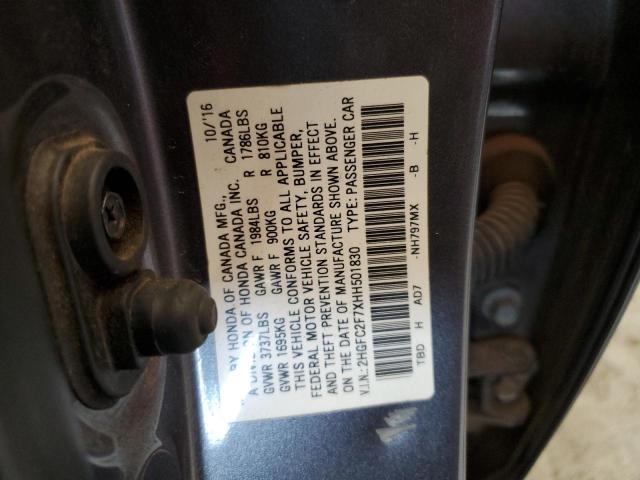 BY HONDA OF CANADA MFG., 10/'16
OF HONDA CANADA INC. CANADA
GVWR 3737LBS GAWR F 1984LBS R 1786LBS
GVWR 1695KG GAWR F 900KG R 810KG
THIS VEHICLE CONFORMS TO ALL APPLICABLE
FEDERAL MOTOR VEHICLE SAFETY, BUMPER,
AND THEFT PREVENTION STANDARDS IN EFFECT
ON THE DATE OF MANUFACTURE SHOWN ABOVE.
V.I.N.: 2HGFC2F7XHH501830 TYPE: PASSENGER CAR
TBD H AD7 -NH797MX -B -H